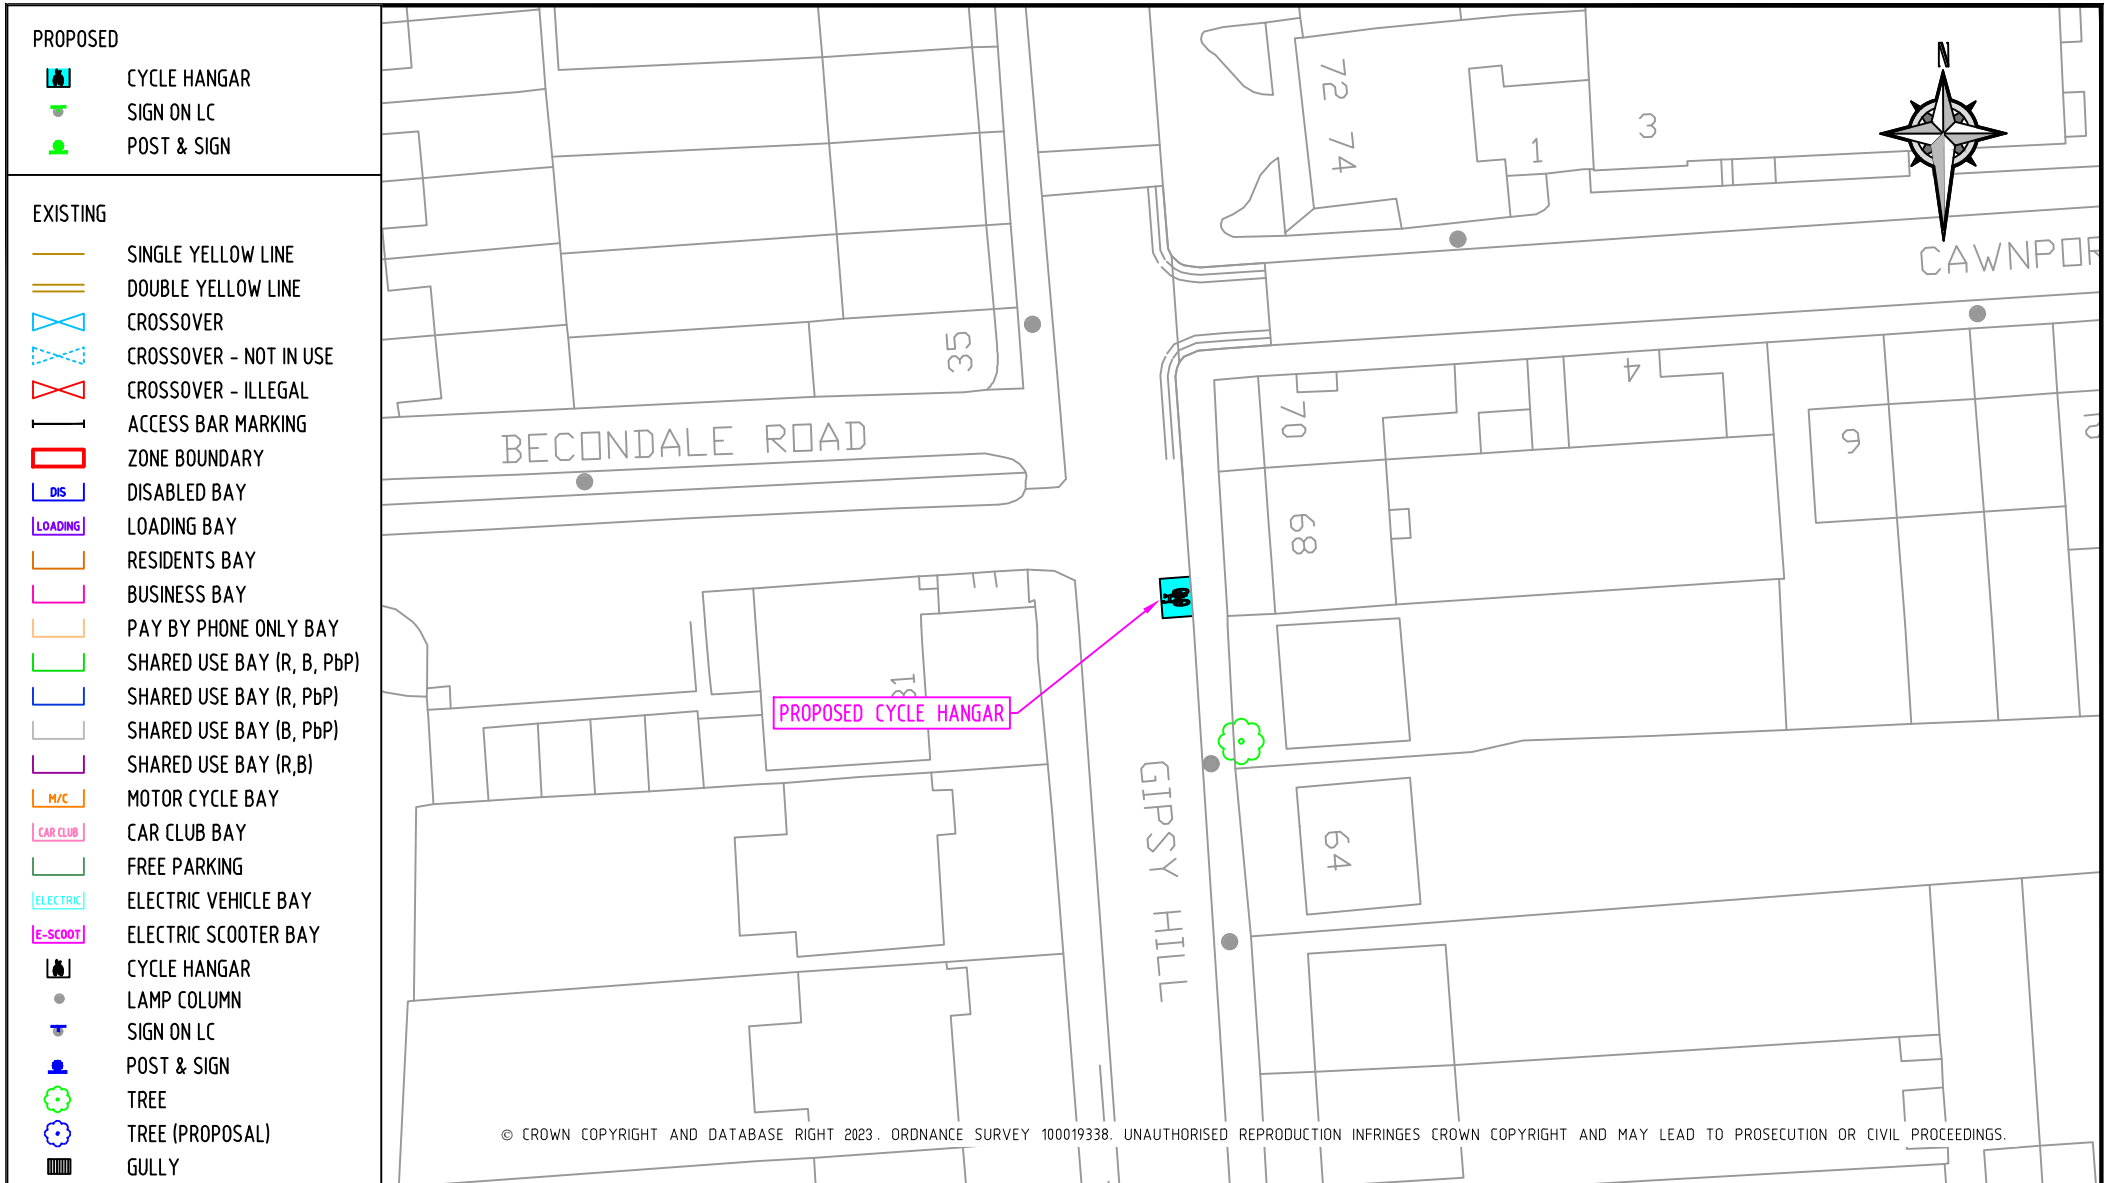 PROPOSED
CYCLE HANGAR
SIGN ON LC
POST & SIGN
EXISTING
SINGLE YELLOW LINE
DOUBLE YELLOW LINE
CROSSOVER
CROSSOVER - NOT IN USE
CROSSOVER - ILLEGAL
ACCESS BAR MARKING
ZONE BOUNDARY
DIS DISABLED BAY
LOADING LOADING BAY
RESIDENTS BAY
BUSINESS BAY
PAY BY PHONE ONLY BAY
SHARED USE BAY (R, B, PbP)
SHARED USE BAY (R, PbP)
SHARED USE BAY (B, PbP)
SHARED USE BAY (R,B)
M/C MOTOR CYCLE BAY
CAR CLUB CAR CLUB BAY
FREE PARKING
ELECTRIC ELECTRIC VEHICLE BAY
E-SCOOT ELECTRIC SCOOTER BAY
CYCLE HANGAR
LAMP COLUMN
SIGN ON LC
POST & SIGN
TREE
TREE (PROPOSAL)
GULLY
N
72
74
1
3
CAWNPOR
35
BECONDALE ROAD
70
4
6
68
31
PROPOSED CYCLE HANGAR
GIPSY HILL
64
© CROWN COPYRIGHT AND DATABASE RIGHT 2023. ORDNANCE SURVEY 100019338. UNAUTHORISED REPRODUCTION INFRINGES CROWN COPYRIGHT AND MAY LEAD TO PROSECUTION OR CIVIL PROCEEDINGS.